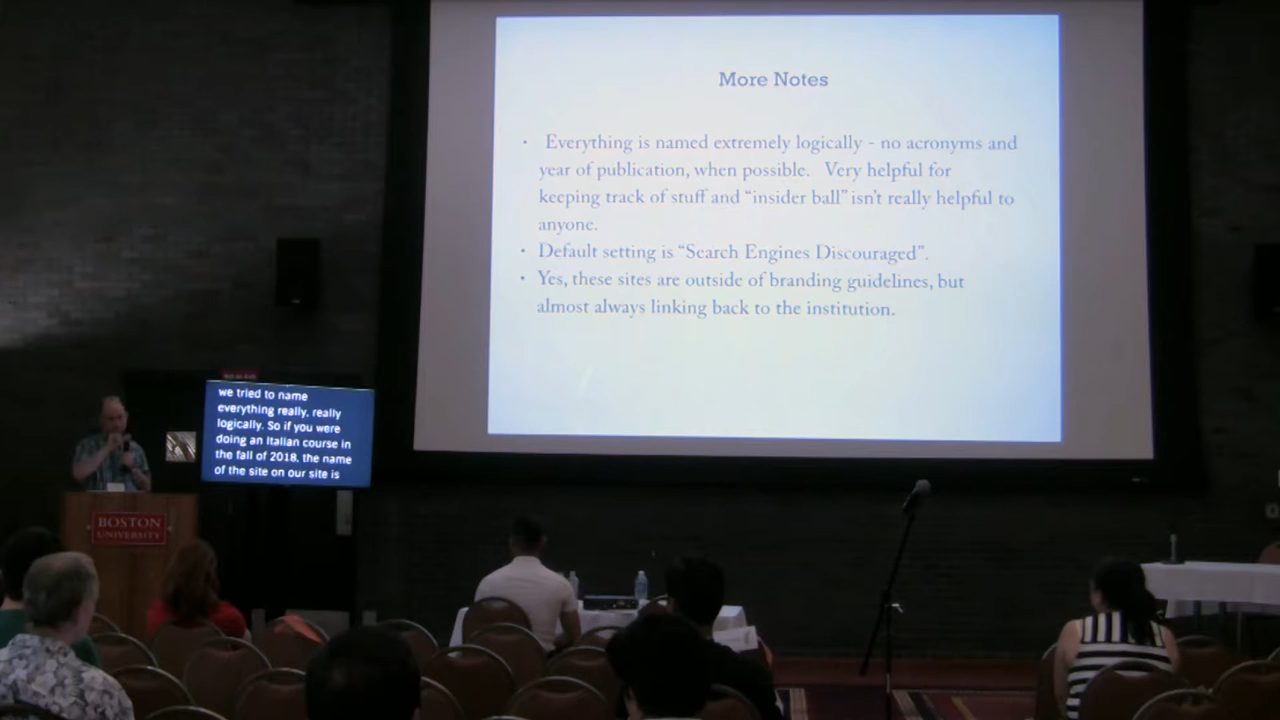 More Notes
• Everything is named extremely logically - no acronyms and
year of publication, when possible. Very helpful for
keeping track of stuff and “insider ball” isn’t really helpful to
anyone.
• Default setting is “Search Engines Discouraged”.
• Yes, these sites are outside of branding guidelines, but
almost always linking back to the institution.
we tried to name
everything really, really
logically. So if you were
doing an Italian course in
the fall of 2018, the name
of the site on our site is
BOSTON
UNIVERSITY